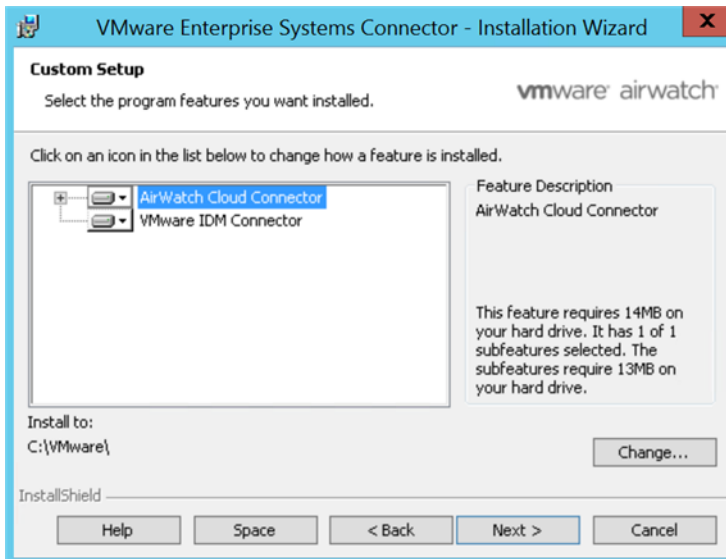 VMware Enterprise Systems Connector - Installation Wizard
X
Custom Setup
Select the program features you want installed.
vmware airwatch
Click on an icon in the list below to change how a feature is installed.
AirWatch Cloud Connector
VMware IDM Connector
Feature Description
AirWatch Cloud Connector
This feature requires 14MB on
your hard drive. It has 1 of 1
subfeatures selected. The
subfeatures require 13MB on
your hard drive.
Install to:
C:\VMware\
Change...
InstallShield
Help
Space
< Back
Next >
Cancel